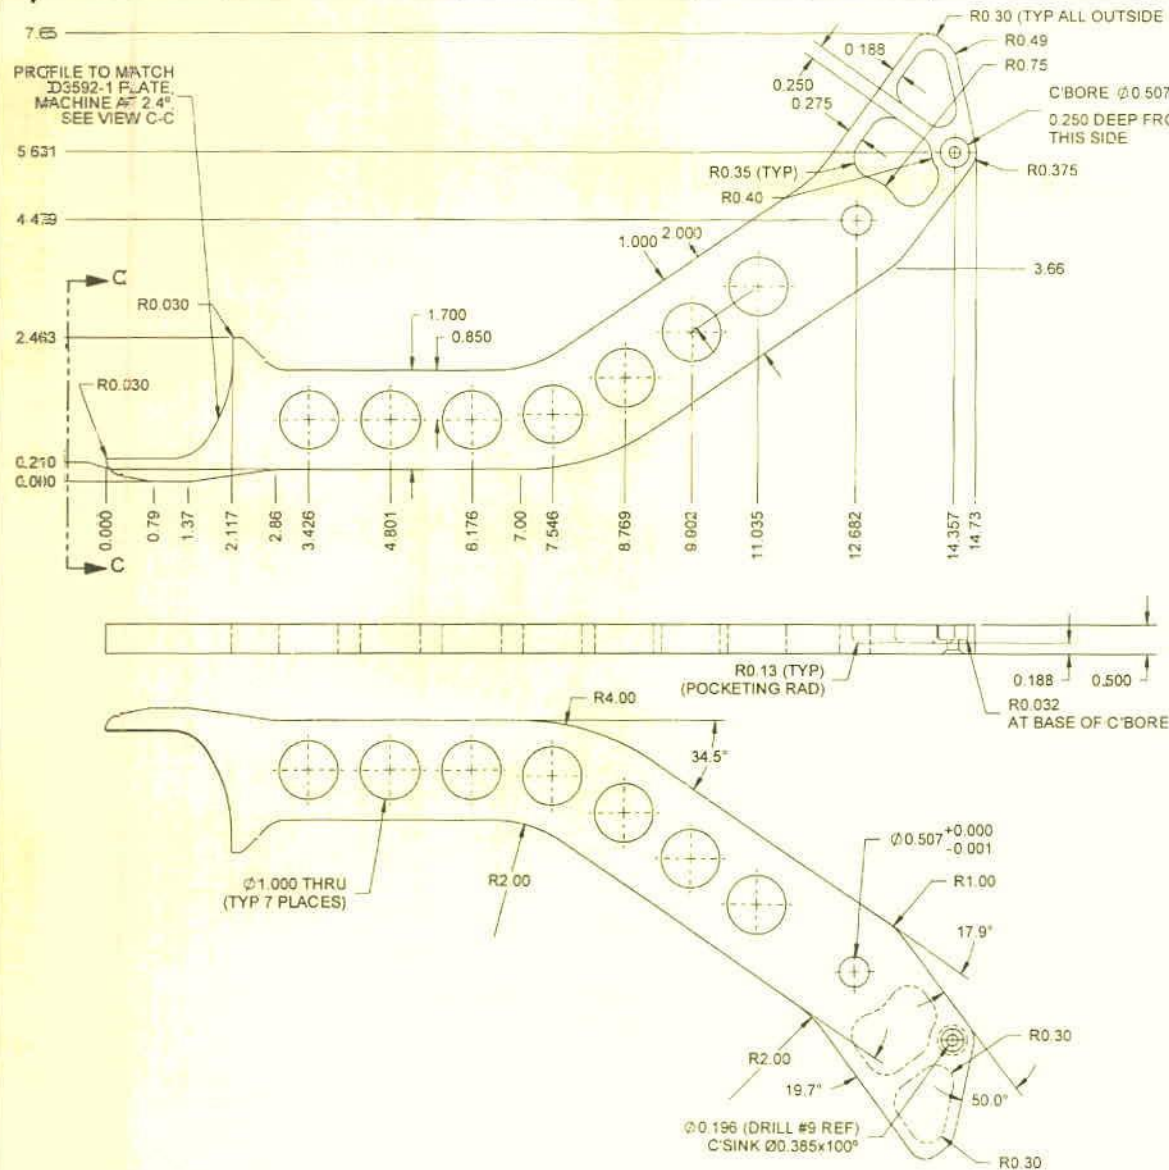 7.65
R0.30 (TYP ALL OUTSIDE
R0.49
R0.75
0.188
PROFILE TO MATCH
D3592-1 PLATE,
MACHINE AT 2.4°
SEE VIEW C-C
0.250
0.275
C'BORE Ø0.507
0.250 DEEP FRO
THIS SIDE
5.631
R0.35 (TYP)
R0.375
R0.40
4.479
1.000
2.000
3.66
C
R0.030
1.700
2.463
0.850
R0.030
0.210
0.000
0.000
0.79
1.37
2.117
2.86
3.426
4.801
6.176
7.00
7.546
8.769
9.902
11.035
12.682
14.357
14.73
C
R0.13 (TYP)
(POCKETING RAD)
0.188
0.500
R0.032
AT BASE OF C'BORE
R4.00
34.5°
Ø0.507 +0.000
-0.001
Ø1.000 THRU
(TYP 7 PLACES)
R2.00
R1.00
17.9°
R0.30
R2.00
19.7°
50.0°
Ø0.196 (DRILL #9 REF)
C'SINK Ø0.385x100°
R0.30